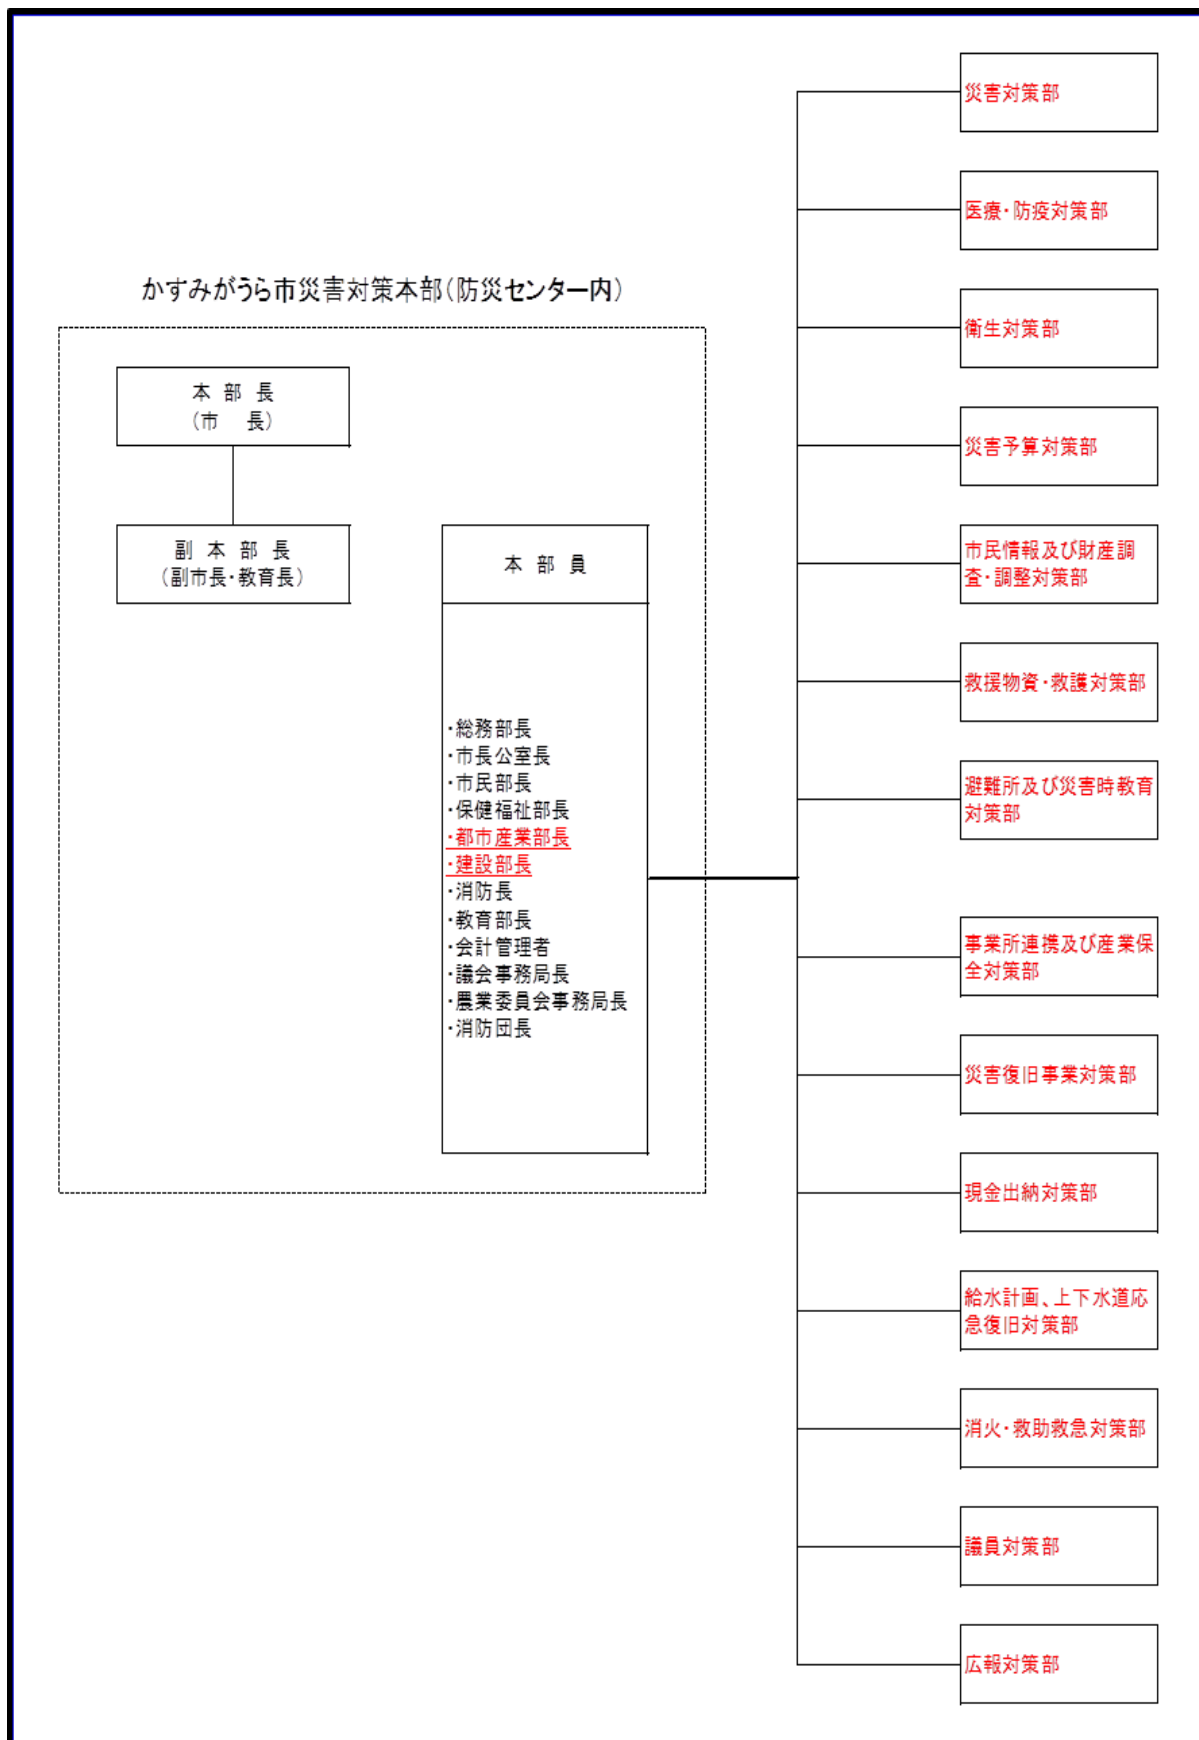 かすみがうら市災害対策本部(防災センター内)
本 部 長
(市 長)
副 本 部 長
(副市長・教育長)
本 部 員
・総務部長
・市長公室長
・市民部長
・保健福祉部長
・都市産業部長
・建設部長
・消防長
・教育部長
・会計管理者
・議会事務局長
・農業委員会事務局長
・消防団長
災害対策部
医療・防疫対策部
衛生対策部
災害予算対策部
市民情報及び財産調
査・調整対策部
救援物資・救護対策部
避難所及び災害時教育
対策部
事業所連携及び産業保
全対策部
災害復旧事業対策部
現金出納対策部
給水計画、上下水道応
急復旧対策部
消火・救助救急対策部
議員対策部
広報対策部